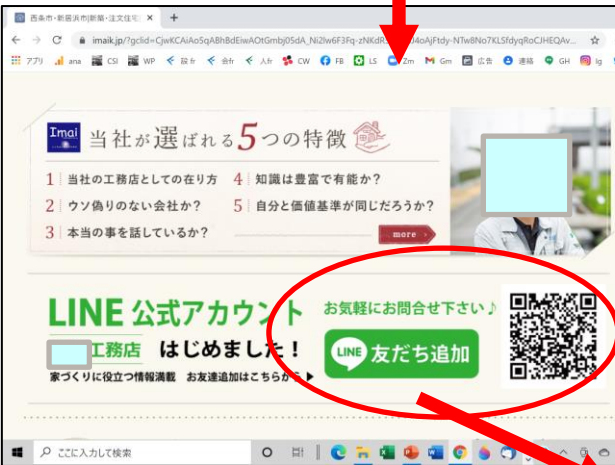 西条市・新居浜市|新築・注文住宅
imaik.jp/?gclid=CjwKCAiAo5qABhBdEiwAOtGmbj05dA_Ni2lw6F3Fq-zNKdR
アプリ ana CSI WP CW FB LS Zm Gm 広告 連絡 GH Ig
Imai 当社が選ばれる5つの特徴
1 当社の工務店としての在り方 4 知識は豊富で有能か?
2 ウソ偽りのない会社か? 5 自分と価値基準が同じだろうか?
3 本当の事を話しているか?
more
LINE 公式アカウント
お気軽にお問合せ下さい♪
工務店 はじめました!
LINE 友だち追加
家づくりに役立つ情報満載 お友達追加はこちらから▶
ここに入力して検索